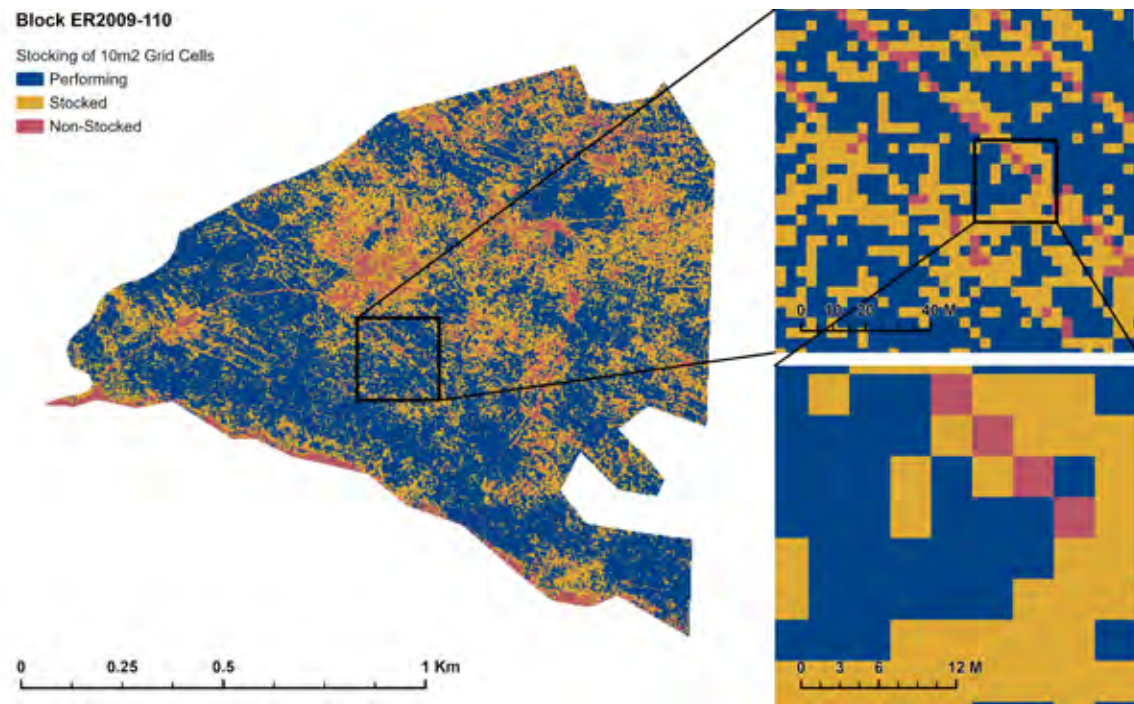 Block ER2009-110
Stocking of 10m2 Grid Cells
Performing
Stocked
Non-Stocked
0 10 20 40 M
0 3 6 12 M
0 0.25 0.5 1 Km